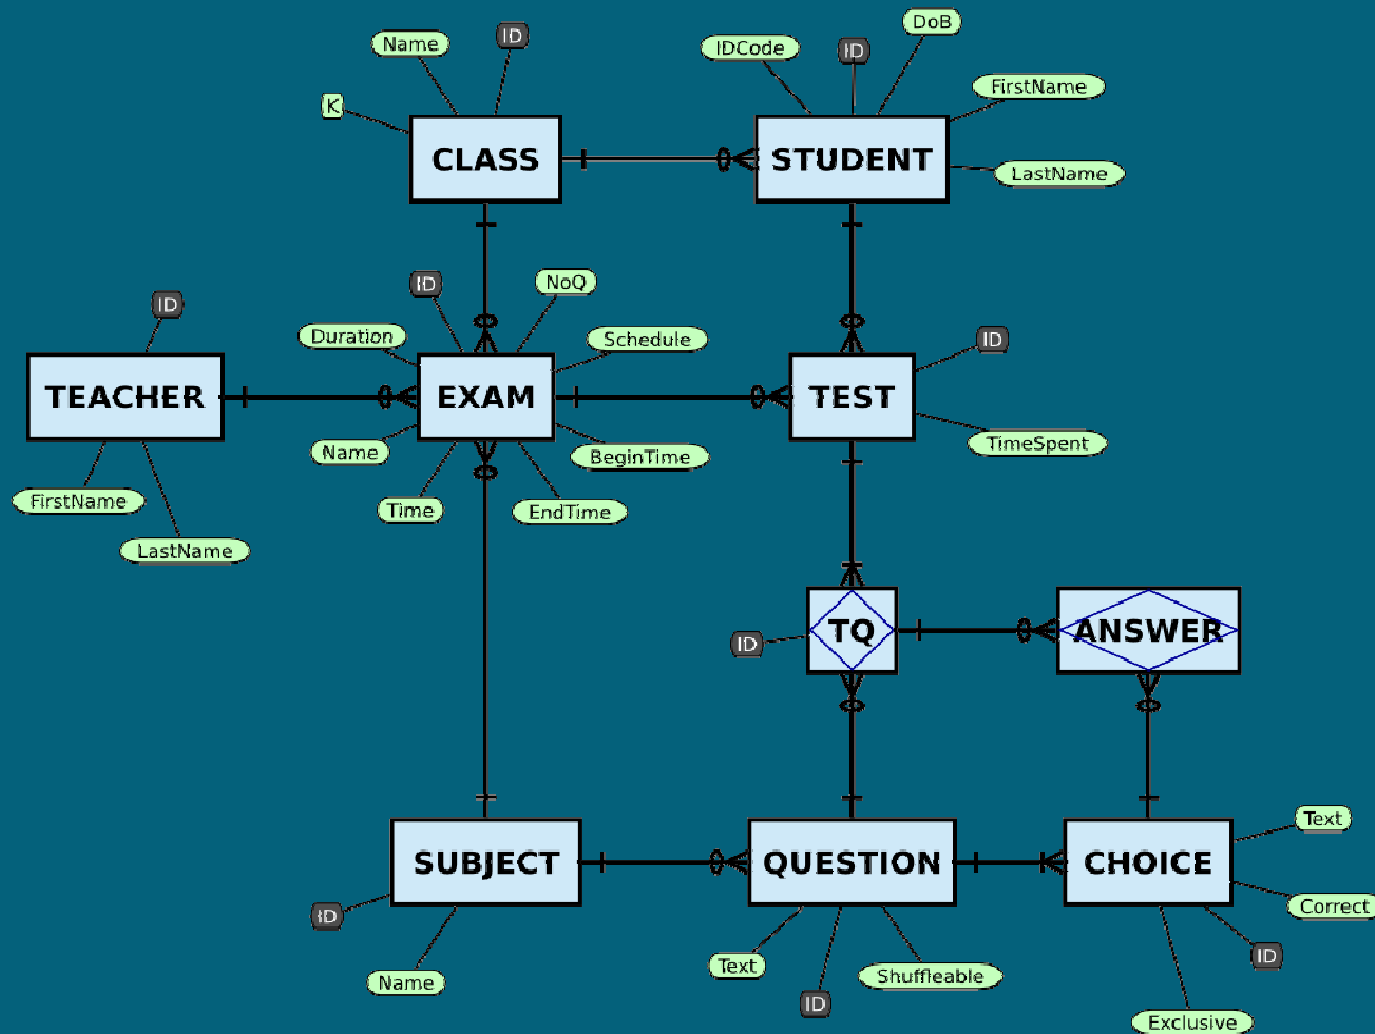 DoB
ID
Name
IDCode
ID
FirstName
K
CLASS
STUDENT
LastName
ID
NoQ
ID
Duration
Schedule
ID
TEACHER
EXAM
TEST
Name
BeginTime
TimeSpent
FirstName
Time
EndTime
LastName
TQ
ANSWER
ID
Text
SUBJECT
QUESTION
CHOICE
Correct
ID
ID
Text
Shuffleable
Name
ID
Exclusive